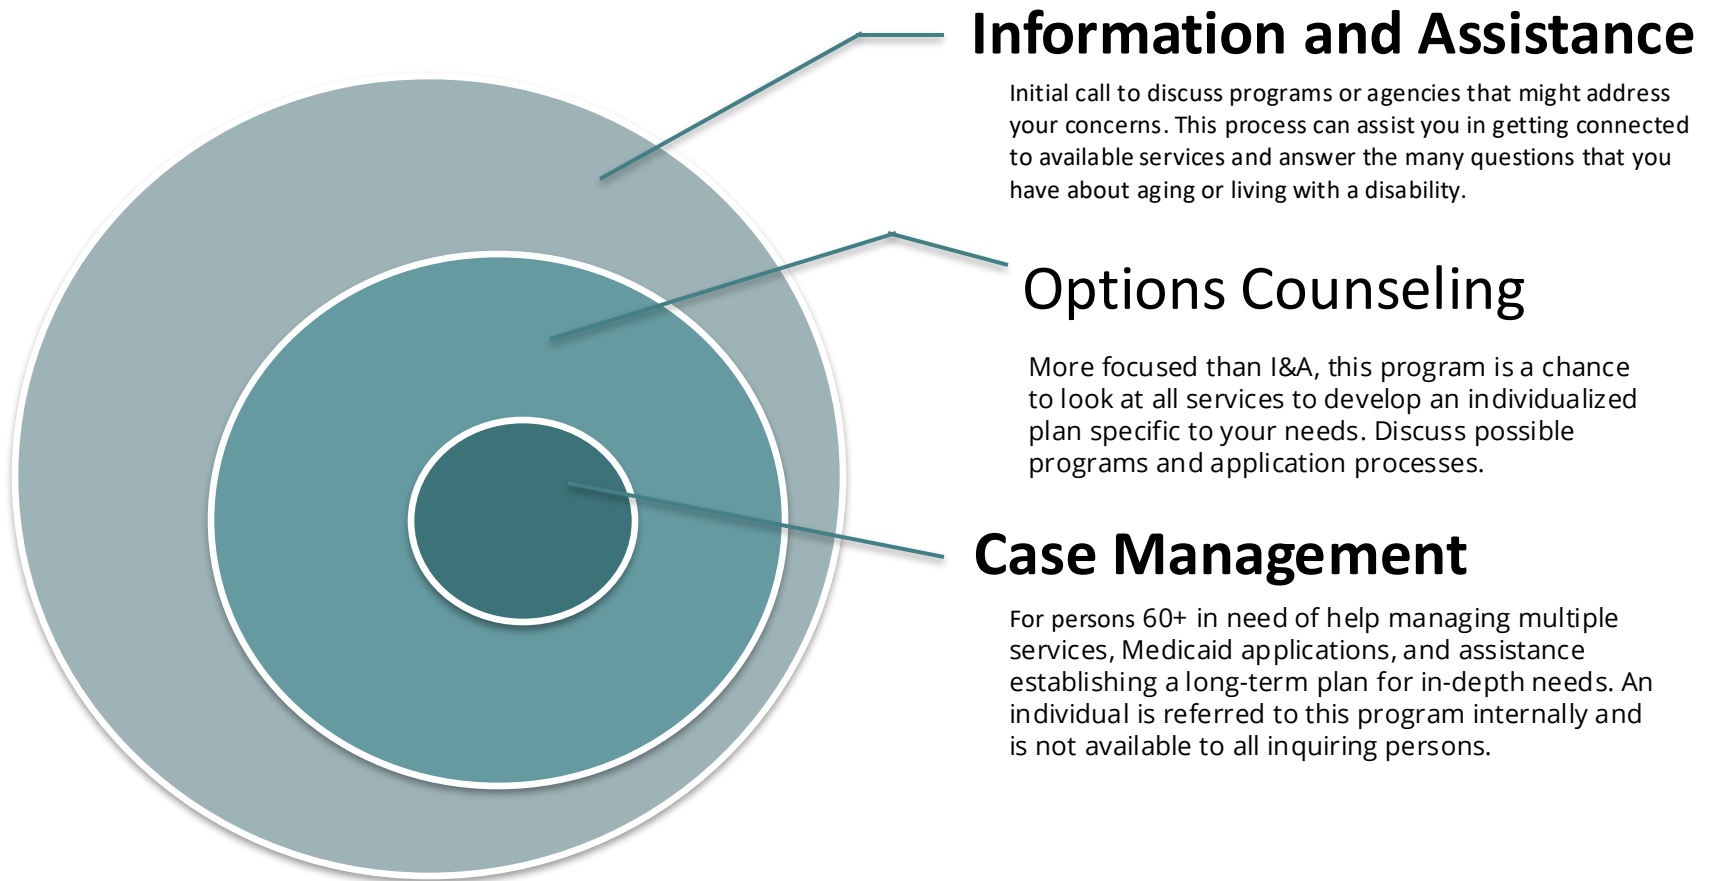 Information and Assistance
Initial call to discuss programs or agencies that might address
your concerns. This process can assist you in getting connected
to available services and answer the many questions that you
have about aging or living with a disability.
Options Counseling
More focused than I&A, this program is a chance
to look at all services to develop an individualized
plan specific to your needs. Discuss possible
programs and application processes.
Case Management
For persons 60+ in need of help managing multiple
services, Medicaid applications, and assistance
establishing a long-term plan for in-depth needs. An
individual is referred to this program internally and
is not available to all inquiring persons.